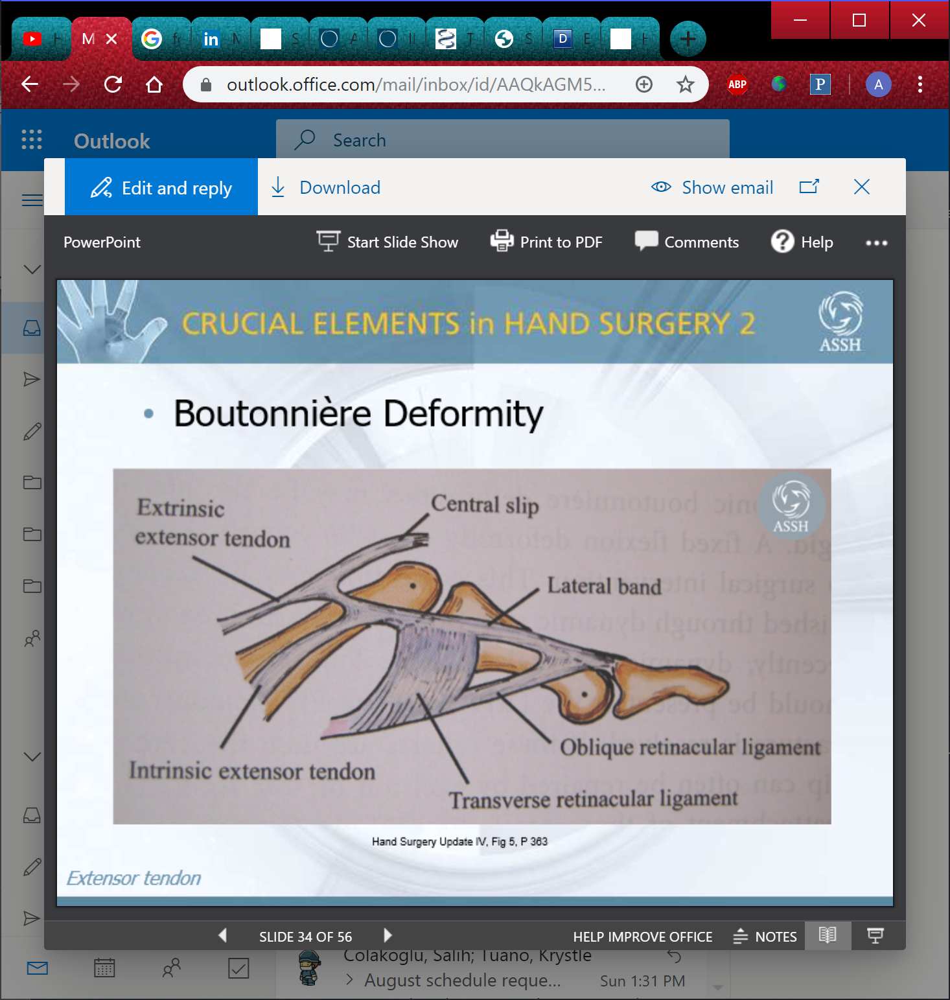 M
outlook.office.com/mail/inbox/id/AAQkAGM5...
ABP
P
A
Outlook
Search
Edit and reply
Download
Show email
PowerPoint
Start Slide Show
Print to PDF
Comments
Help
CRUCIAL ELEMENTS in HAND SURGERY 2
ASSH
• Boutonnière Deformity
Extrinsic
extensor tendon
Central slip
ASSH
Lateral band
Oblique retinacular ligament
Intrinsic extensor tendon
Transverse retinacular ligament
Hand Surgery Update IV, Fig 5, P 363
Extensor tendon
SLIDE 34 OF 56
HELP IMPROVE OFFICE
NOTES
Colakoglu, Salih; Tuano, Krystle
August schedule reque...
Sun 1:31 PM